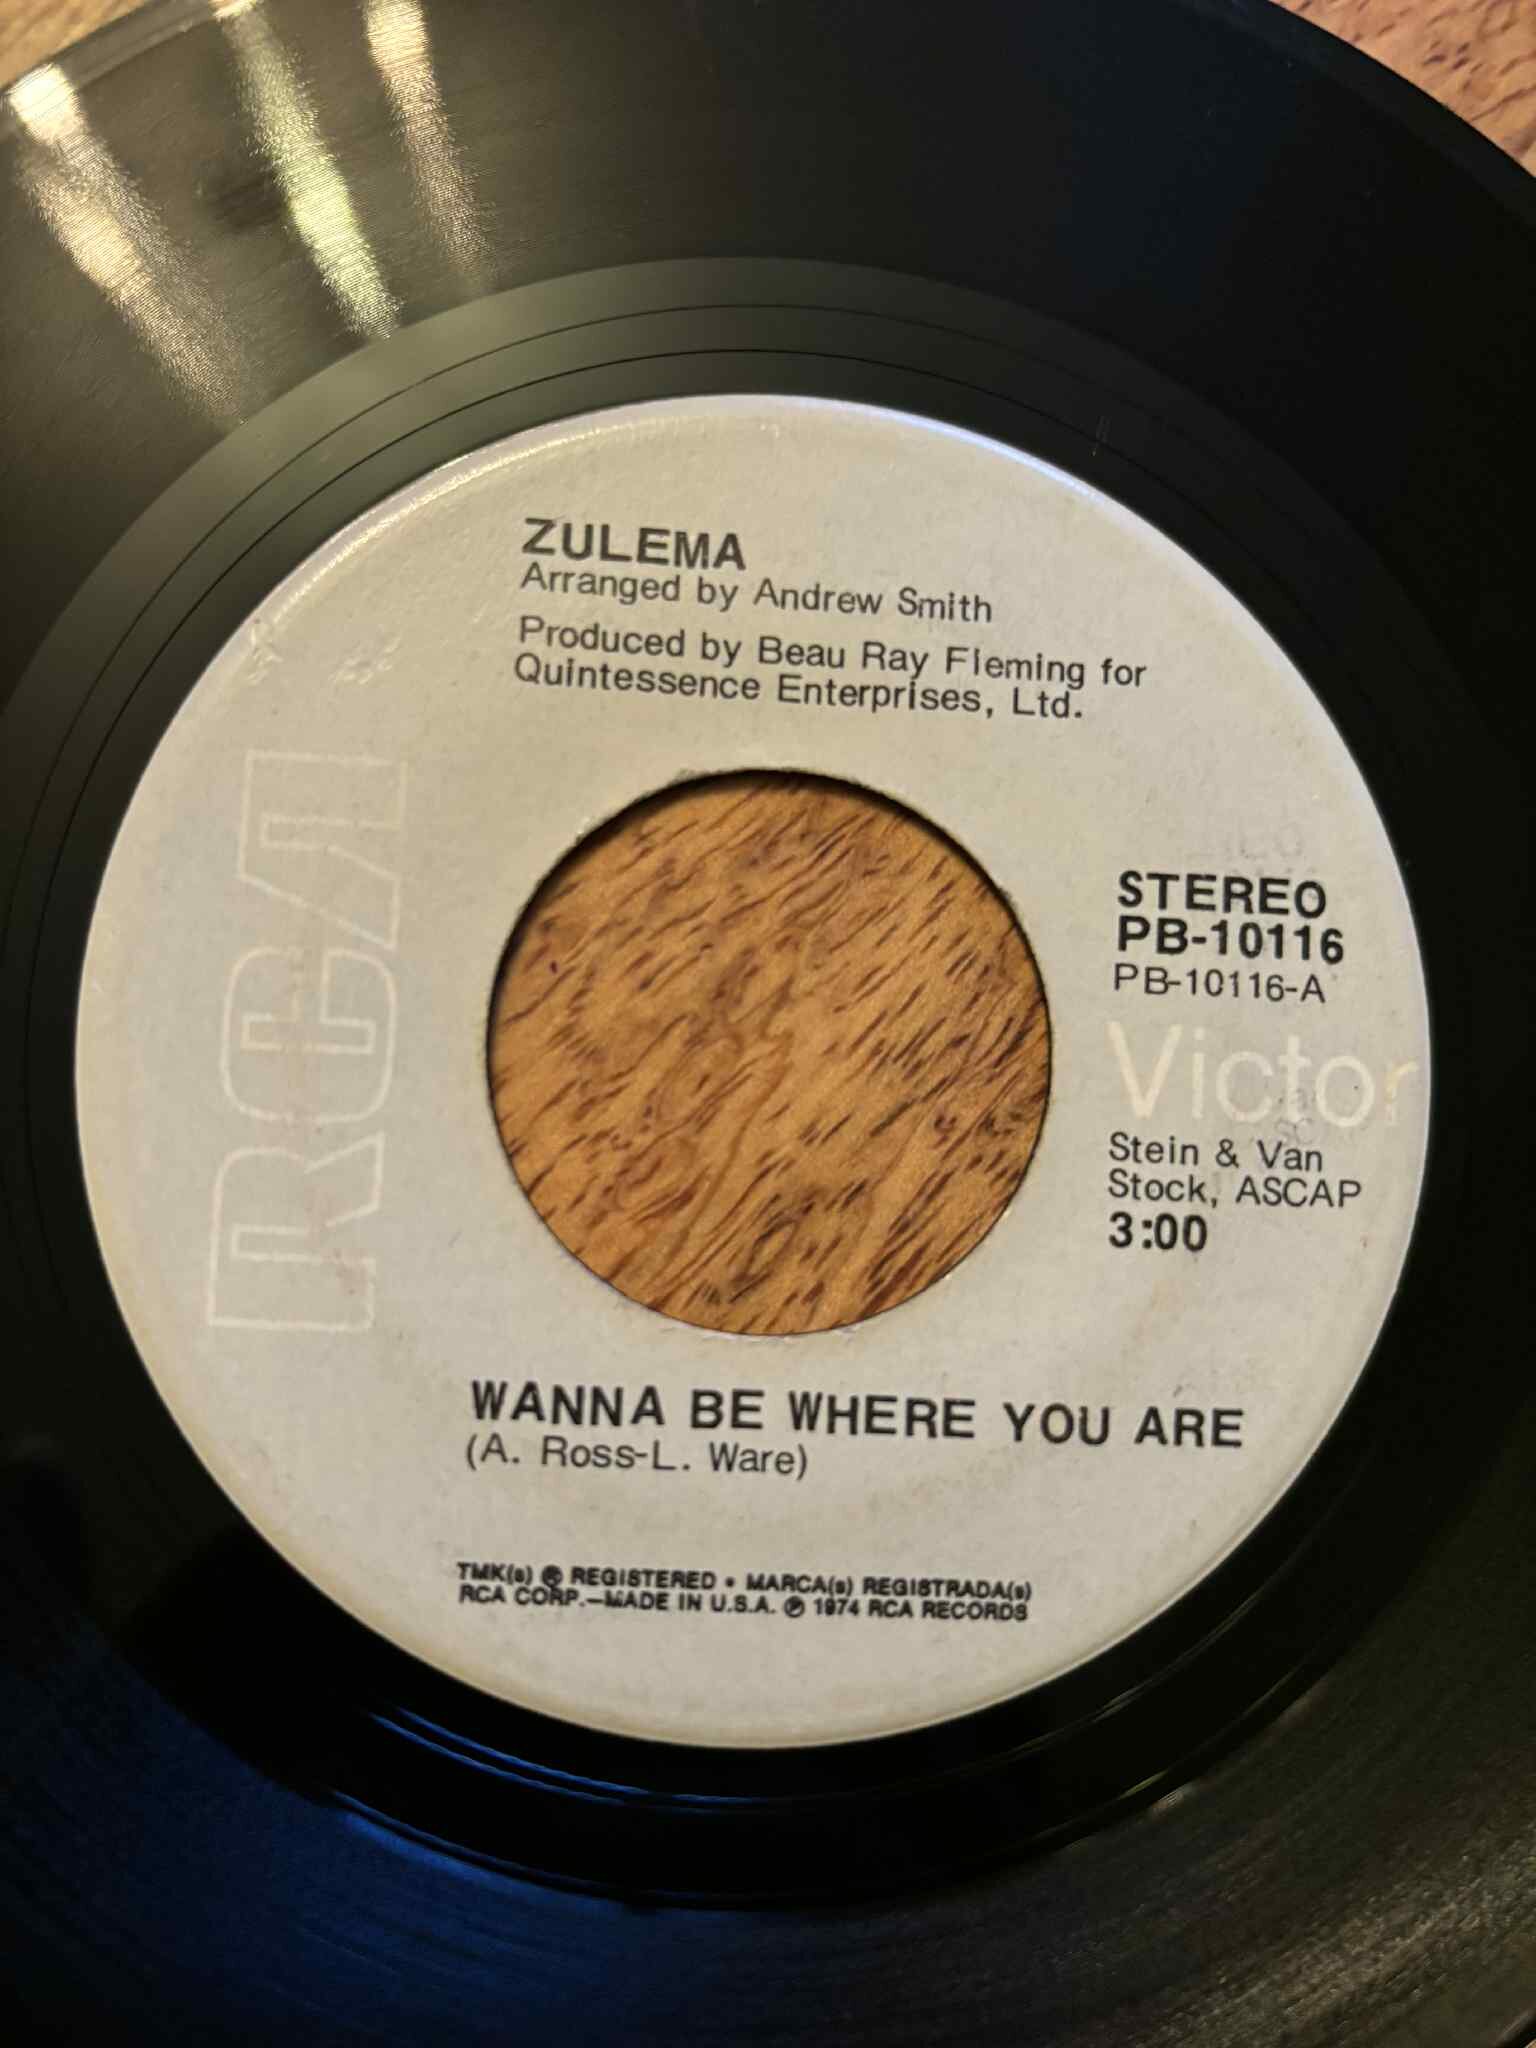 ZULEMA
Arranged by Andrew Smith
Produced by Beau Ray Fleming for
Quintessence Enterprises, Ltd.
RCA
STEREO
PB-10116
PB-10116-A
Victor
Stein & Van
Stock, ASCAP
3:00
WANNA BE WHERE YOU ARE
(A. Ross-L. Ware)
TMK(s) ® REGISTERED • MARCA(s) REGISTRADA(s)
RCA CORP.—MADE IN U.S.A. ℗ 1974 RCA RECORDS